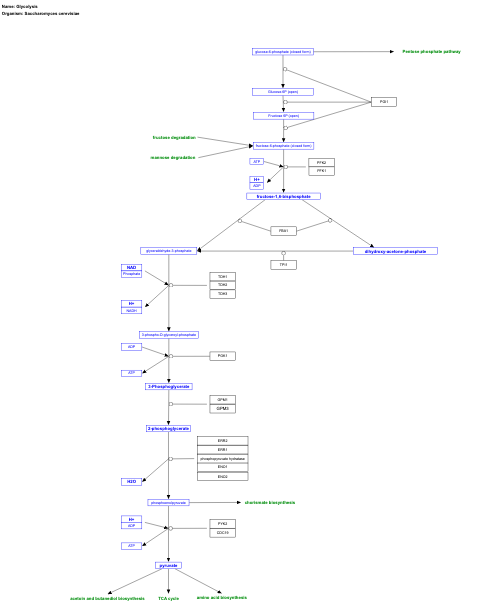 Name: Glycolysis
Organism: Saccharomyces cerevisiae
glucose-6-phosphate (closed form)
Pentose phosphate pathway
Glucose 6P (open)
PGI1
Fructose 6P (open)
fructose degradation
fructose-6-phosphate (closed form)
mannose degradation
ATP
PFK2
PFK1
H+
ADP
fructose-1,6-bisphosphate
FBA1
glyceraldehyde-3-phosphate
dihydroxy-acetone-phosphate
TPI1
NAD
Phosphate
TDH1
TDH2
TDH3
H+
NADH
3-phospho-D-glyceroyl-phosphate
ADP
PGK1
ATP
3-Phosphoglycerate
GPM1
GPM3
2-phosphoglycerate
ERR2
ERR1
phosphopyruvate hydratase
ENO1
ENO2
H2O
phosphoenolpyruvate
chorismate biosynthesis
H+
ADP
PYK2
CDC19
ATP
pyruvate
acetoin and butanediol biosynthesis
TCA cycle
amino acid biosynthesis